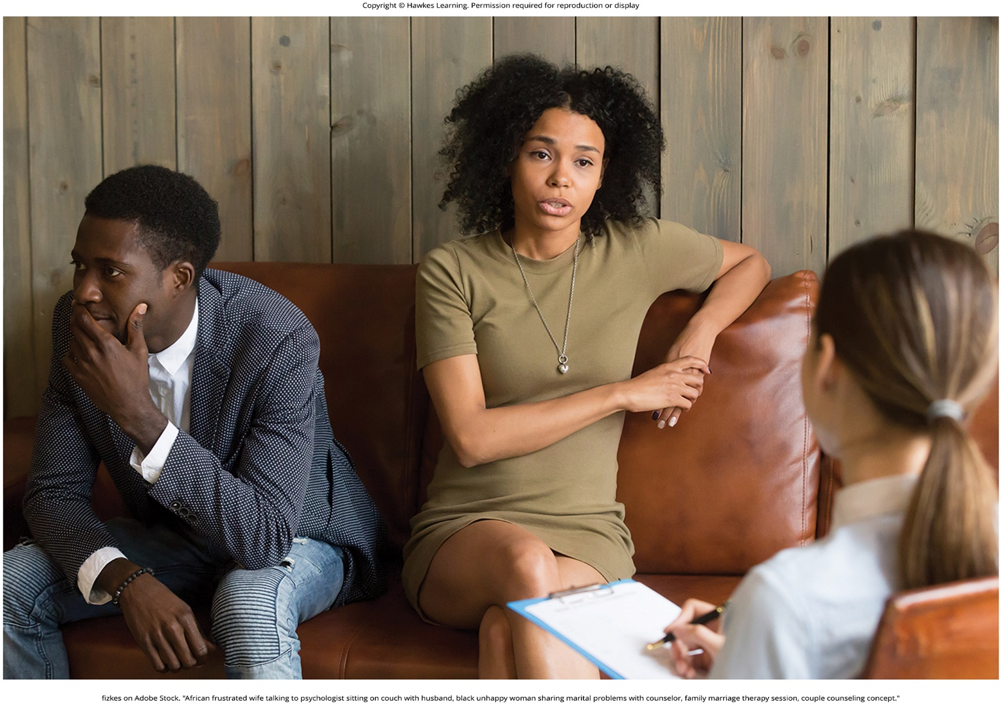 Copyright © Hawkes Learning. Permission required for reproduction or display
fizkes on Adobe Stock. "African frustrated wife talking to psychologist sitting on couch with husband, black unhappy woman sharing marital problems with counselor, family marriage therapy session, couple counseling concept."